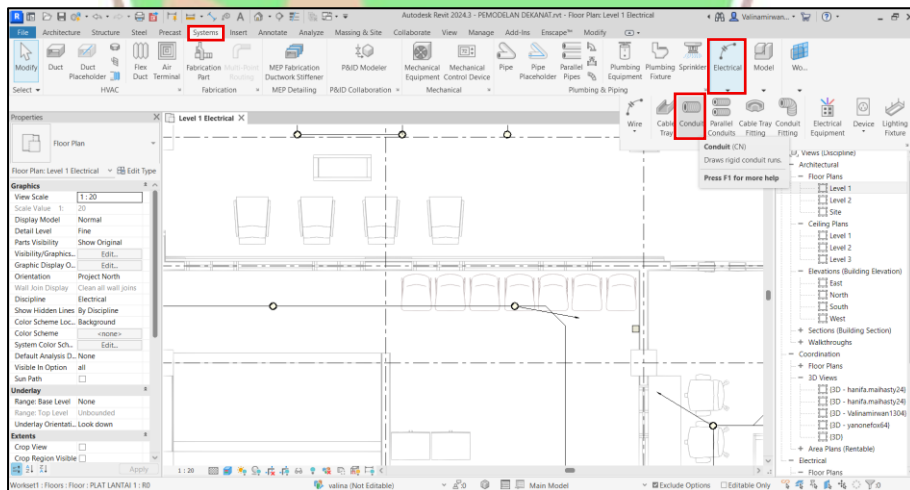 Autodesk Revit 2024.3 - PEMODELAN DEKANAT.rvt - Floor Plan: Level 1 Electrical
Valinamirwan...
File Architecture Structure Steel Precast Systems Insert Annotate Analyze Massing & Site Collaborate View Manage Add-Ins Enscape™ Modify
Modify Duct Duct Placeholder Flex Duct Air Terminal Fabrication Part Multi-Point Routing MEP Fabrication Ductwork Stiffener P&ID Modeler Mechanical Equipment Mechanical Control Device Pipe Pipe Placeholder Parallel Pipes Plumbing Equipment Plumbing Fixture Sprinkler Electrical Model Wo...
Select HVAC Fabrication MEP Detailing P&ID Collaboration Mechanical Plumbing & Piping
Wire Cable Tray Conduit Parallel Conduits Cable Tray Fitting Conduit Fitting Electrical Equipment Device Lighting Fixture
Conduit (CN)
Draws rigid conduit runs.
Press F1 for more help
Properties
Floor Plan
Floor Plan: Level 1 Electrical Edit Type
Graphics
View Scale 1 : 20
Scale Value 1: 20
Display Model Normal
Detail Level Fine
Parts Visibility Show Original
Visibility/Graphics... Edit...
Graphic Display O... Edit...
Orientation Project North
Wall Join Display Clean all wall joins
Discipline Electrical
Show Hidden Lines By Discipline
Color Scheme Loc... Background
Color Scheme <none>
System Color Sch... Edit...
Default Analysis D... None
Visible In Option all
Sun Path
Underlay
Range: Base Level None
Range: Top Level Unbounded
Underlay Orientati... Look down
Extents
Crop View
Crop Region Visible
Apply
Level 1 Electrical
Views (Discipline)
Architectural
Floor Plans
Level 1
Level 2
Site
Ceiling Plans
Level 1
Level 2
Level 3
Elevations (Building Elevation)
East
North
South
West
Sections (Building Section)
Walkthroughs
Coordination
Floor Plans
3D Views
{3D - hanifa.maihasty24}
{3D - hanifa.maihasty24}
{3D - Valinamirwan1304}
{3D - yanonefox64}
{3D}
Area Plans (Rentable)
Electrical
Floor Plans
1 : 20
Workset1 : Floors : Floor : PLAT LANTAI 1 : R0
valina (Not Editable)
:0
Main Model
Exclude Options
Editable Only
:0